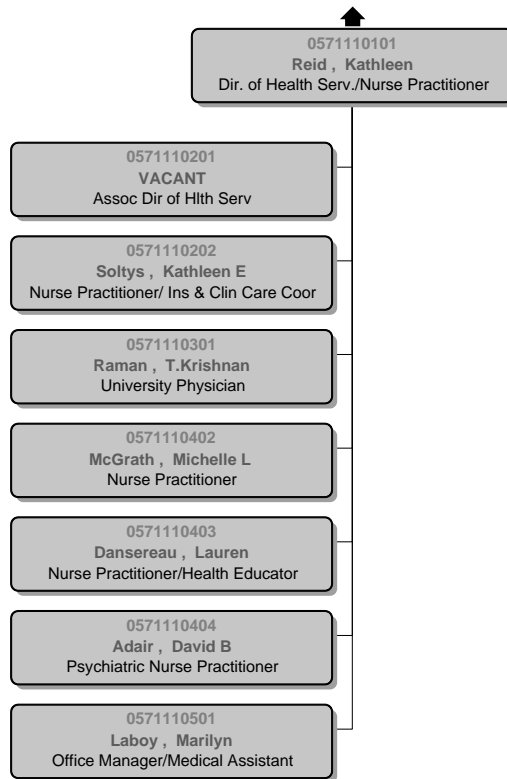 0571110101
Reid , Kathleen
Dir. of Health Serv./Nurse Practitioner
0571110201
VACANT
Assoc Dir of Hlth Serv
0571110202
Soltys , Kathleen E
Nurse Practitioner/ Ins & Clin Care Coor
0571110301
Raman , T.Krishnan
University Physician
0571110402
McGrath , Michelle L
Nurse Practitioner
0571110403
Dansereau , Lauren
Nurse Practitioner/Health Educator
0571110404
Adair , David B
Psychiatric Nurse Practitioner
0571110501
Laboy , Marilyn
Office Manager/Medical Assistant